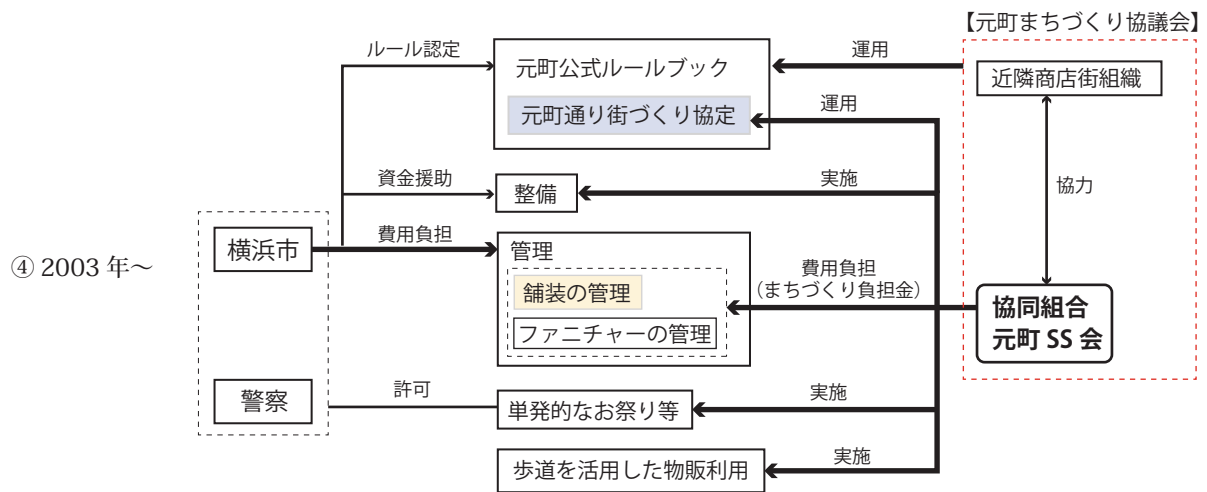 【元町まちづくり協議会】
ルール認定
運用
元町公式ルールブック
近隣商店街組織
元町通り街づくり協定
運用
資金援助
実施
整備
協力
横浜市
費用負担
管理
④ 2003 年〜
舗装の管理
費用負担
（まちづくり負担金）
ファニチャーの管理
協同組合
元町 SS 会
警察
許可
単発的なお祭り等
実施
歩道を活用した物販利用
実施